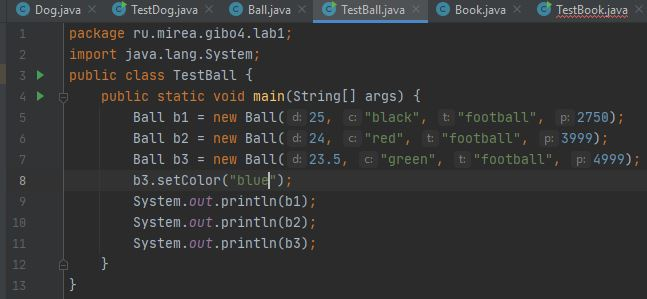 Dog.java TestDog.java Ball.java TestBall.java Book.java TestBook.java
1 package ru.mirea.gibo4.lab1;
2 import java.lang.System;
3 public class TestBall {
4 public static void main(String[] args) {
5 Ball b1 = new Ball( d: 25, c: "black", t: "football", p: 2750);
6 Ball b2 = new Ball( d: 24, c: "red", t: "football", p: 3999);
7 Ball b3 = new Ball( d: 23.5, c: "green", t: "football", p: 4999);
8 b3.setColor("blue");
9 System.out.println(b1);
10 System.out.println(b2);
11 System.out.println(b3);
12 }
13 }